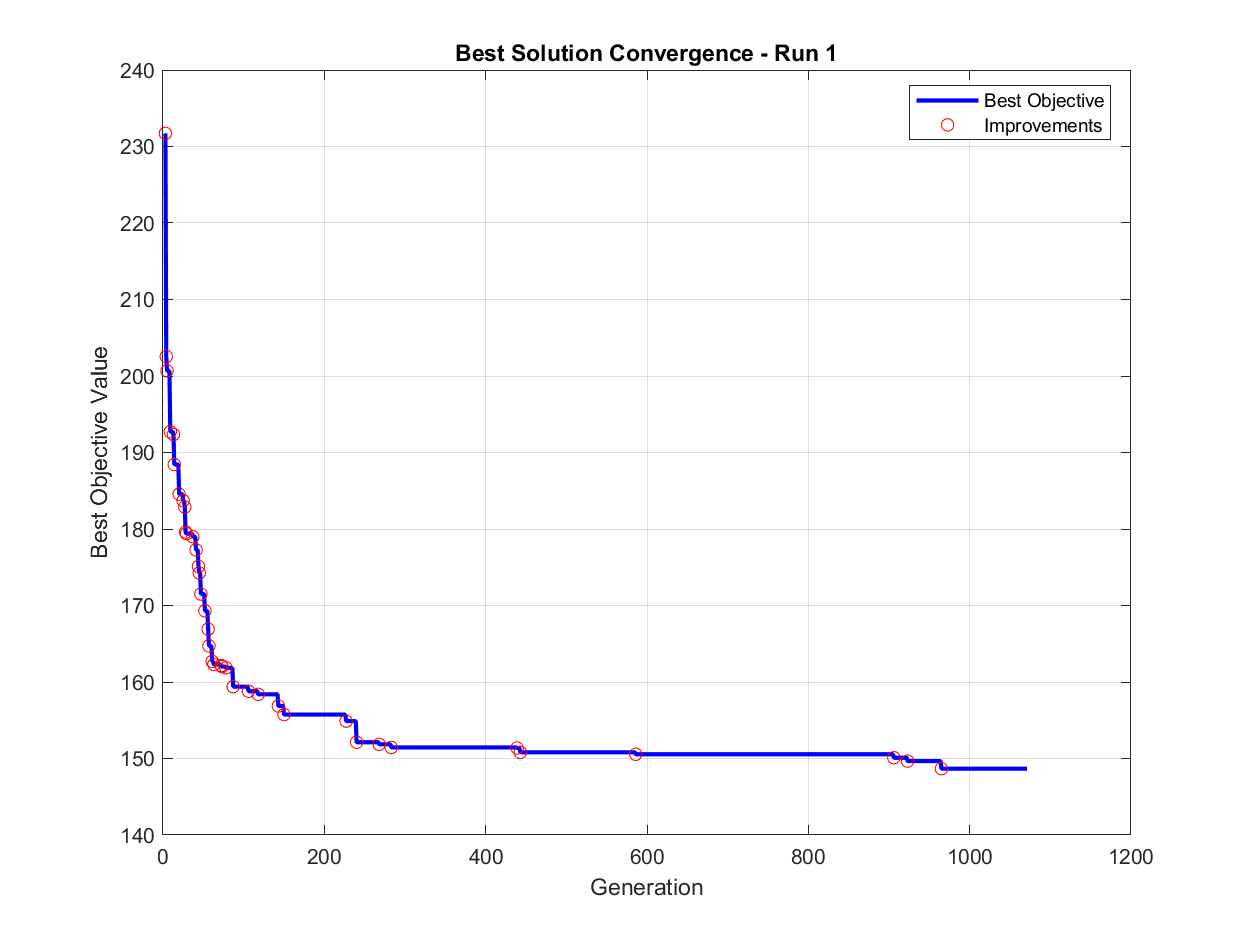 Best Solution Convergence - Run 1
Best Objective
Improvements
240
230
220
210
200
190
180
170
160
150
140
Best Objective Value
0 200 400 600 800 1000 1200
Generation